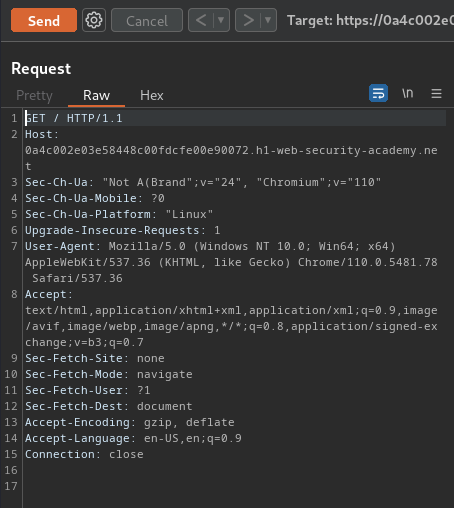 Send Cancel < > Target: https://0a4c002e0
Request
Pretty Raw Hex \n
1 GET / HTTP/1.1
2 Host:
0a4c002e03e58448c00fdcfe00e90072.h1-web-security-academy.ne
t
3 Sec-Ch-Ua: "Not A(Brand";v="24", "Chromium";v="110"
4 Sec-Ch-Ua-Mobile: ?0
5 Sec-Ch-Ua-Platform: "Linux"
6 Upgrade-Insecure-Requests: 1
7 User-Agent: Mozilla/5.0 (Windows NT 10.0; Win64; x64)
AppleWebKit/537.36 (KHTML, like Gecko) Chrome/110.0.5481.78
Safari/537.36
8 Accept:
text/html,application/xhtml+xml,application/xml;q=0.9,image
/avif,image/webp,image/apng,*/*;q=0.8,application/signed-ex
change;v=b3;q=0.7
9 Sec-Fetch-Site: none
10 Sec-Fetch-Mode: navigate
11 Sec-Fetch-User: ?1
12 Sec-Fetch-Dest: document
13 Accept-Encoding: gzip, deflate
14 Accept-Language: en-US,en;q=0.9
15 Connection: close
16
17